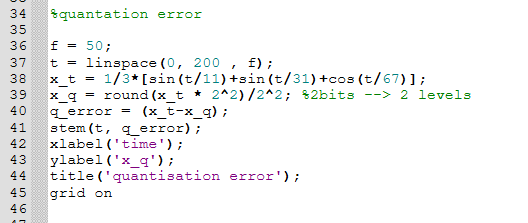 34 %quantation error
35
36 f = 50;
37 t = linspace(0, 200 , f);
38 x_t = 1/3*[sin(t/11)+sin(t/31)+cos(t/67)];
39 x_q = round(x_t * 2^2)/2^2; %2bits --> 2 levels
40 q_error = (x_t-x_q);
41 stem(t, q_error);
42 xlabel('time');
43 ylabel('x_q');
44 title('quantisation error');
45 grid on
46